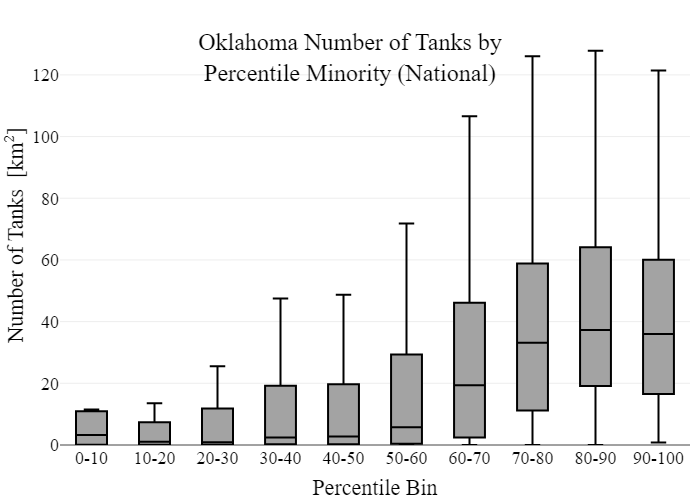 Oklahoma Number of Tanks by
Percentile Minority (National)
Number of Tanks [km²]
120
100
80
60
40
20
0
0-10 10-20 20-30 30-40 40-50 50-60 60-70 70-80 80-90 90-100
Percentile Bin